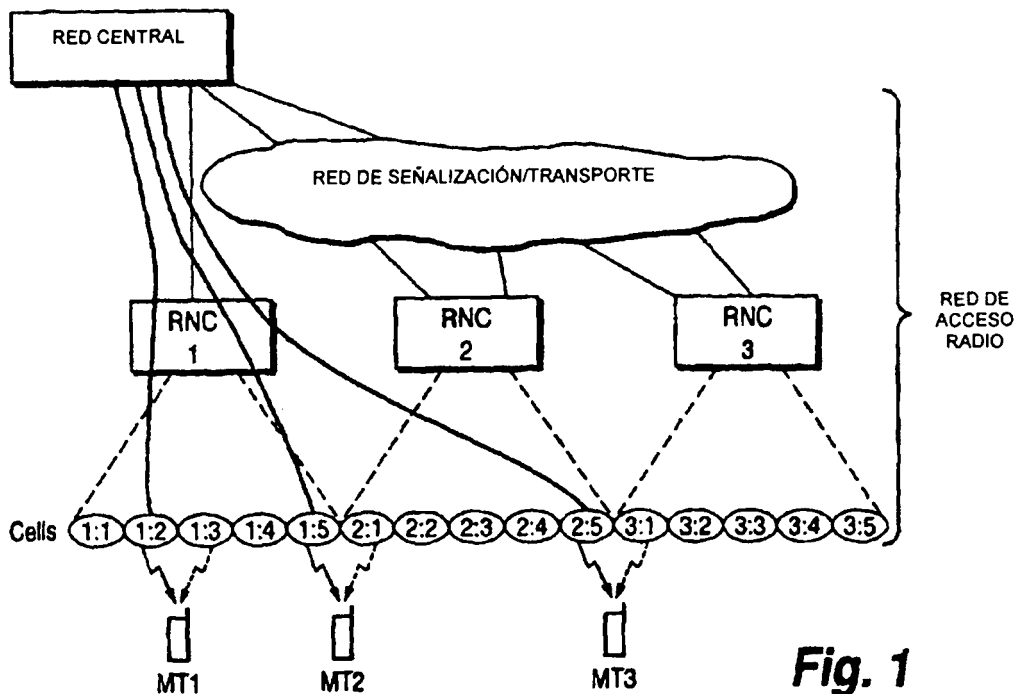 RED CENTRAL
RED DE SEÑALIZACIÓN/TRANSPORTE
RNC
1
RNC
2
RNC
3
RED DE
ACCESO
RADIO
Cells 1:1 1:2 1:3 1:4 1:5 2:1 2:2 2:3 2:4 2:5 3:1 3:2 3:3 3:4 3:5
MT1 MT2 MT3
Fig. 1